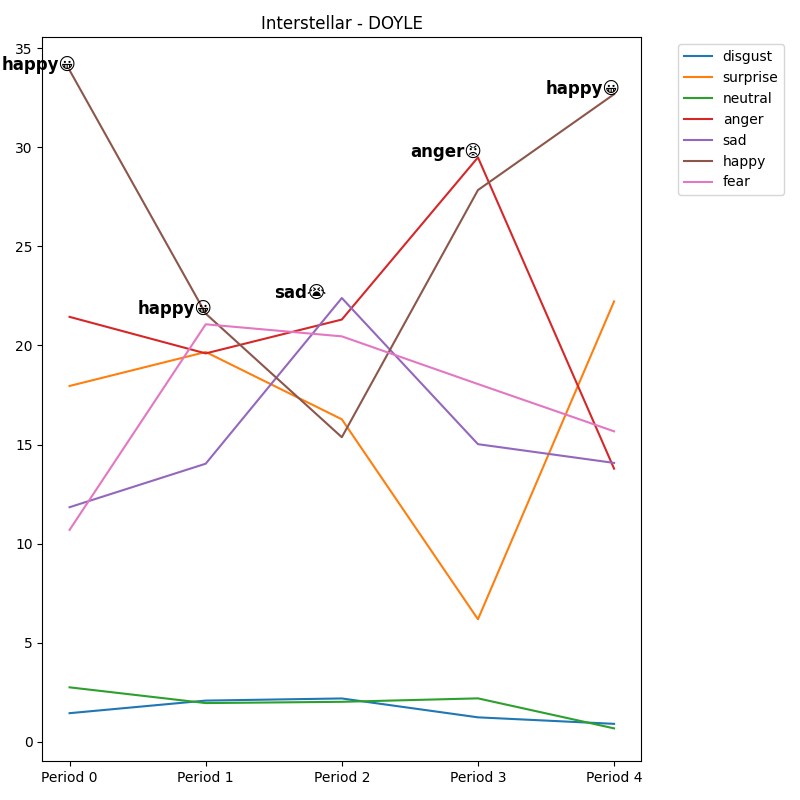 Interstellar - DOYLE
35
30
25
20
15
10
5
0
happy😀
happy😀
sad😭
anger😡
happy😀
Period 0
Period 1
Period 2
Period 3
Period 4
disgust
surprise
neutral
anger
sad
happy
fear